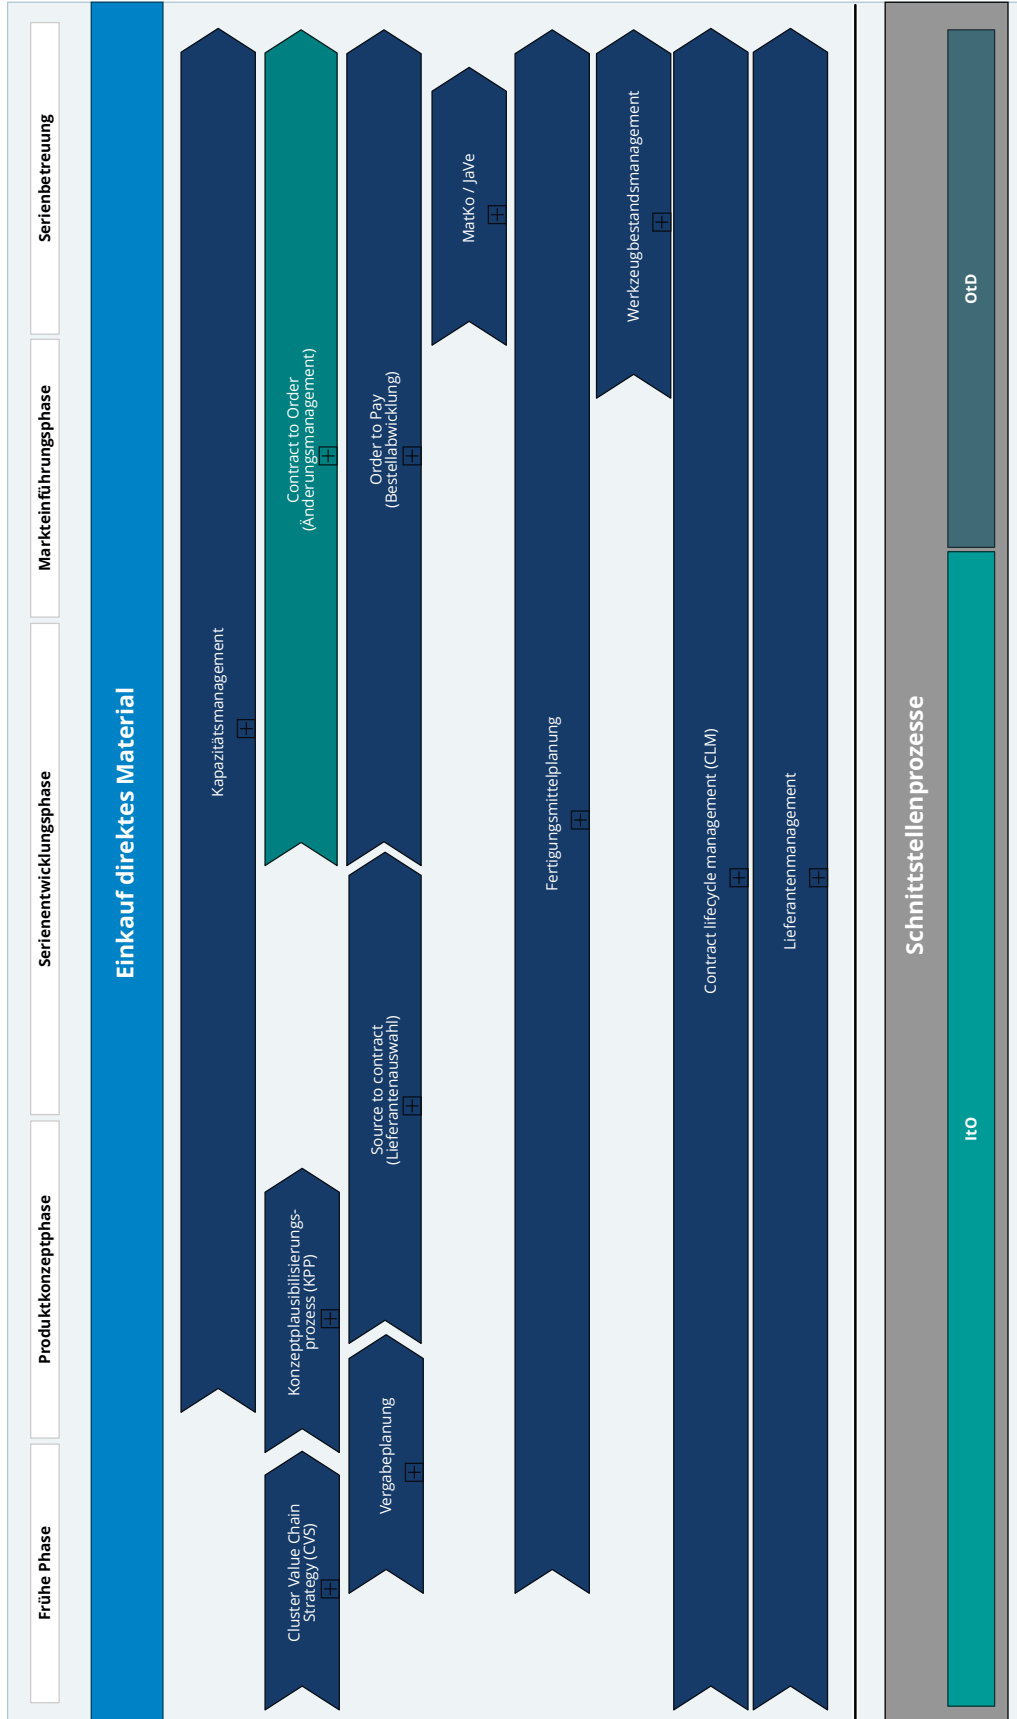 Frühe Phase
Produktkonzeptphase
Serienentwicklungsphase
Markteinführungsphase
Serienbetreuung
Einkauf direktes Material
Kapazitätsmanagement
Cluster Value Chain
Strategy (CVS)
Konzeptplausibilisierungs-
prozess (KPP)
Contract to Order
(Änderungsmanagement)
Vergabeplanung
Source to contract
(Lieferantenauswahl)
Order to Pay
(Bestellabwicklung)
MatKo / JaVe
Fertigungsmittelplanung
Werkzeugbestandsmanagement
Contract lifecycle management (CLM)
Lieferantenmanagement
Schnittstellenprozesse
ItO
OtD